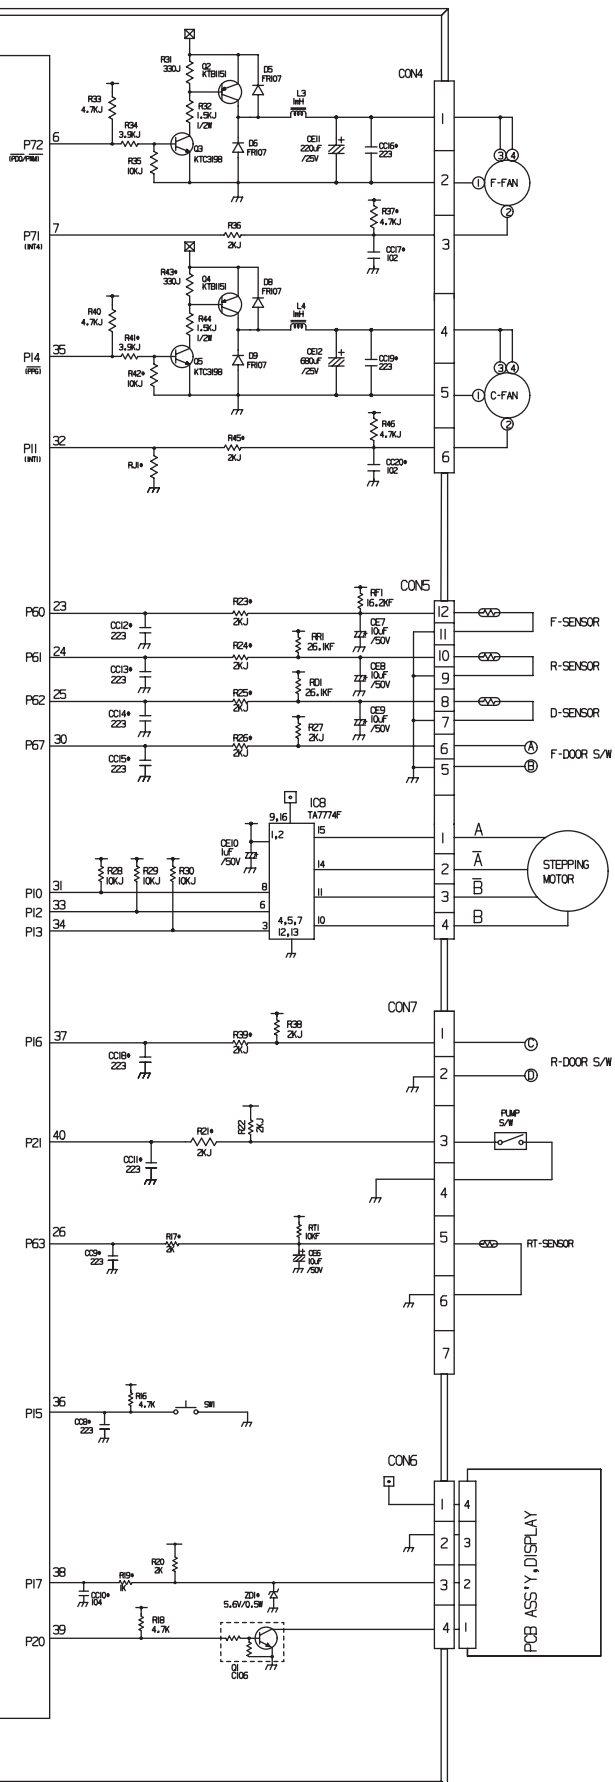 R31
330J
Q2
KTB1151
D5
FR107
CON4
L3
1mH
R33
4.7KJ
R32
1.5KJ
1/2W
R34
3.9KJ
P72
6
(PDO/PWM)
Q3
KTC3198
R35
10KJ
D6
FR107
CE11
220uF
/25V
CC16*
223
1
3
4
2
1
F-FAN
2
R37*
4.7KJ
P71
7
(INT4)
R36
2KJ
3
CC17*
102
R43*
330J
Q4
KTB1151
D8
FR107
L4
1mH
R40
4.7KJ
R44
1.5KJ
1/2W
R41*
3.9KJ
P14
35
(PPG)
Q5
KTC3198
R42*
10KJ
D9
FR107
CE12
680uF
/25V
CC19*
223
4
3
4
5
1
C-FAN
2
R46
4.7KJ
P11
32
(INT1)
R45*
2KJ
6
RJ1*
CC20*
102
CON5
RF1
16.2KF
P60
23
R23*
2KJ
12
CC12*
223
CE7
10uF
/50V
11
F-SENSOR
RR1
26.1KF
P61
24
R24*
2KJ
10
CC13*
223
CE8
10uF
/50V
9
R-SENSOR
RD1
26.1KF
P62
25
R25*
2KJ
8
CC14*
223
CE9
10uF
/50V
7
D-SENSOR
R27
2KJ
P67
30
R26*
2KJ
6
A
F-DOOR S/W
CC15*
223
5
B
IC8
TA7774F
9,16
1,2
CE10
1uF
/50V
15
1
A
14
2
A
STEPPING
MOTOR
R28
10KJ
R29
10KJ
R30
10KJ
P10
31
8
11
3
B
P12
33
6
P13
34
3
4,5,7
12,13
10
4
B
CON7
R38
2KJ
P16
37
R39*
2KJ
1
C
CC18*
223
2
D
R-DOOR S/W
R22
2KJ
PUMP
S/W
P21
40
R21*
2KJ
3
CC11*
223
4
RT1
10KF
P63
26
R17*
2K
5
RT-SENSOR
CC9*
223
CE6
10uF
/50V
6
7
P15
36
R16
4.7K
SW1
CC8*
223
CON6
1
4
2
3
PCB ASS'Y,DISPLAY
R20
2K
P17
38
R19*
1K
3
2
CC10*
104
ZD1*
5.6V/0.5W
P20
39
R18
4.7K
4
1
Q1
C106